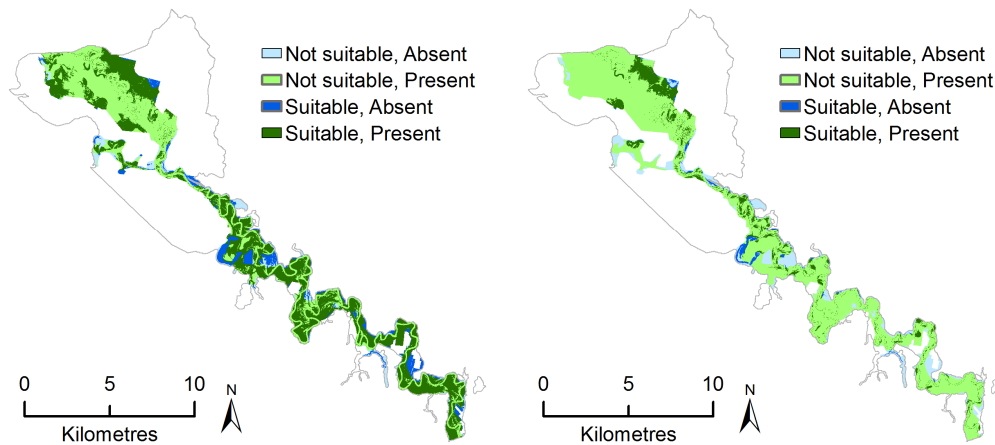 Not suitable, Absent
Not suitable, Present
Suitable, Absent
Suitable, Present
0 5 10
Kilometres
N
Not suitable, Absent
Not suitable, Present
Suitable, Absent
Suitable, Present
0 5 10
Kilometres
N